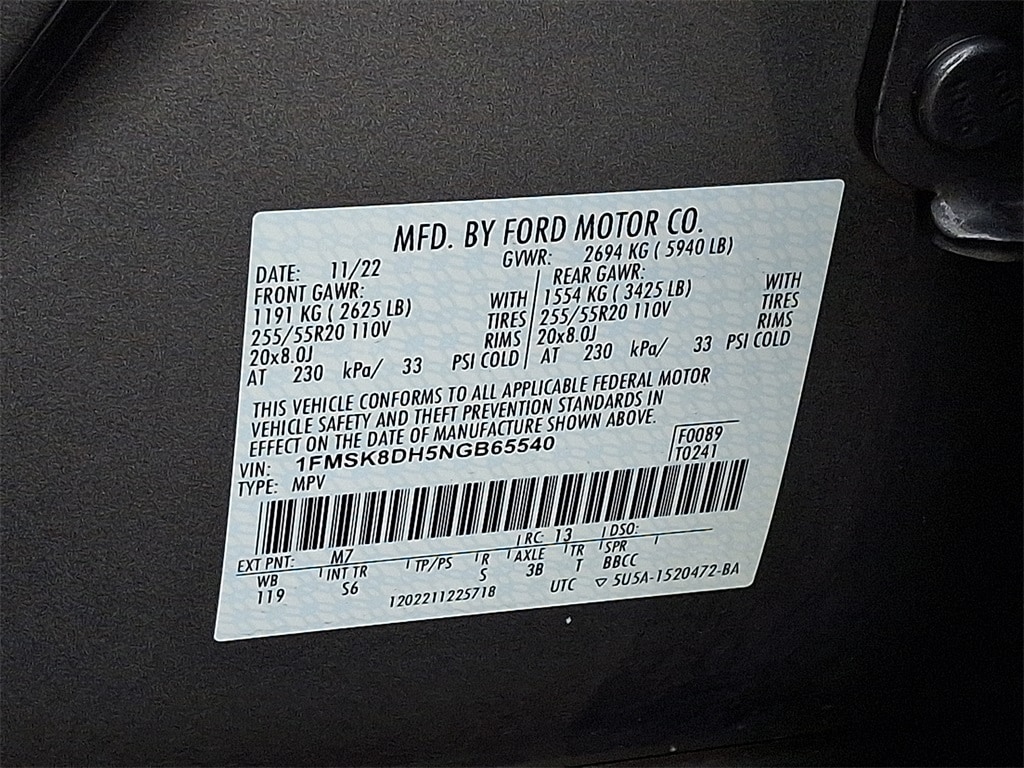 MFD. BY FORD MOTOR CO.
DATE: 11/22 GVWR: 2694 KG ( 5940 LB)
FRONT GAWR: REAR GAWR:
1191 KG ( 2625 LB) WITH 1554 KG ( 3425 LB) WITH
255/55R20 110V TIRES 255/55R20 110V TIRES
20x8.0J RIMS 20x8.0J RIMS
AT 230 kPa/ 33 PSI COLD AT 230 kPa/ 33 PSI COLD
THIS VEHICLE CONFORMS TO ALL APPLICABLE FEDERAL MOTOR
VEHICLE SAFETY AND THEFT PREVENTION STANDARDS IN
EFFECT ON THE DATE OF MANUFACTURE SHOWN ABOVE.
VIN: 1FMSK8DH5NGB65540 F0089
TYPE: MPV T0241
EXT PNT: M7 RC: 13 DSO:
WB INT TR TP/PS R AXLE TR SPR
119 S6 S 3B T BBCC
1202211225718 UTC ▽ 5U5A-1520472-BA